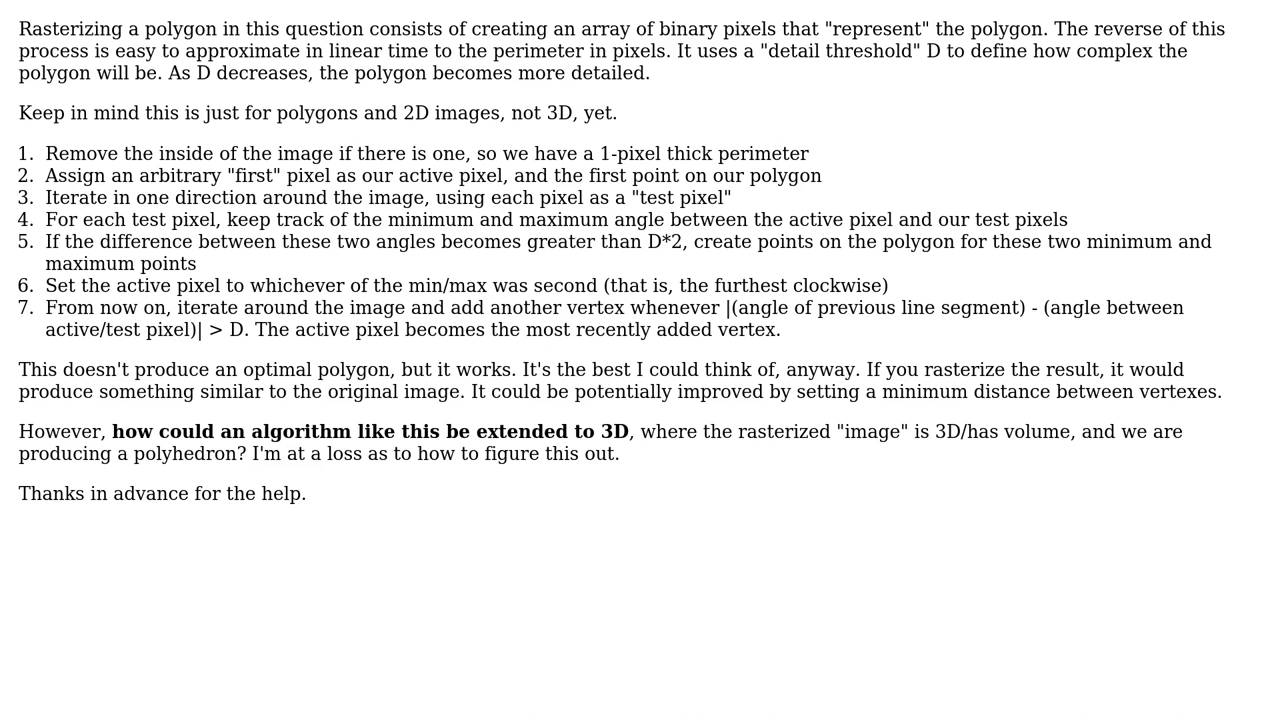 Rasterizing a polygon in this question consists of creating an array of binary pixels that "represent" the polygon. The reverse of this
process is easy to approximate in linear time to the perimeter in pixels. It uses a "detail threshold" D to define how complex the
polygon will be. As D decreases, the polygon becomes more detailed.
Keep in mind this is just for polygons and 2D images, not 3D, yet.
1. Remove the inside of the image if there is one, so we have a 1-pixel thick perimeter
2. Assign an arbitrary "first" pixel as our active pixel, and the first point on our polygon
3. Iterate in one direction around the image, using each pixel as a "test pixel"
4. For each test pixel, keep track of the minimum and maximum angle between the active pixel and our test pixels
5. If the difference between these two angles becomes greater than D*2, create points on the polygon for these two minimum and
maximum points
6. Set the active pixel to whichever of the min/max was second (that is, the furthest clockwise)
7. From now on, iterate around the image and add another vertex whenever |(angle of previous line segment) - (angle between
active/test pixel)| > D. The active pixel becomes the most recently added vertex.
This doesn't produce an optimal polygon, but it works. It's the best I could think of, anyway. If you rasterize the result, it would
produce something similar to the original image. It could be potentially improved by setting a minimum distance between vertexes.
However, how could an algorithm like this be extended to 3D, where the rasterized "image" is 3D/has volume, and we are
producing a polyhedron? I'm at a loss as to how to figure this out.
Thanks in advance for the help.